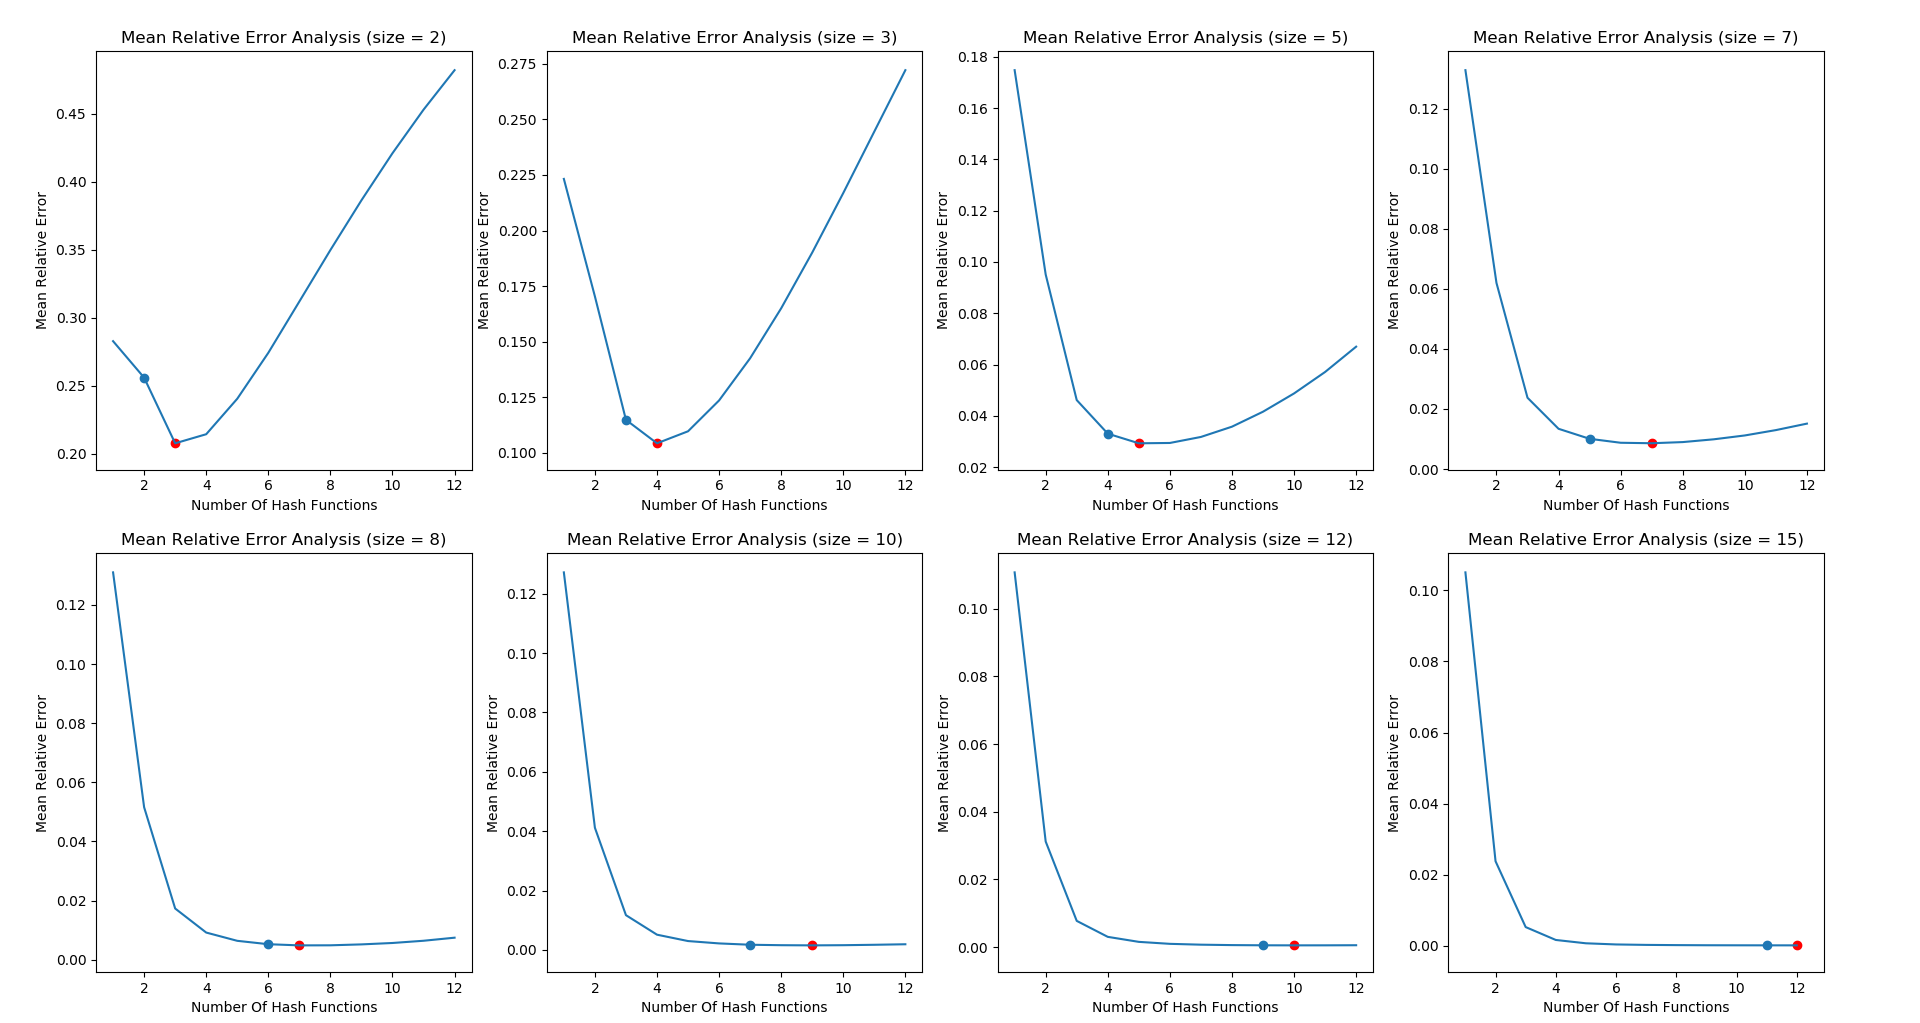 Mean Relative Error Analysis (size = 2)
Mean Relative Error
0.45
0.40
0.35
0.30
0.25
0.20
2 4 6 8 10 12
Number Of Hash Functions
Mean Relative Error Analysis (size = 3)
Mean Relative Error
0.275
0.250
0.225
0.200
0.175
0.150
0.125
0.100
2 4 6 8 10 12
Number Of Hash Functions
Mean Relative Error Analysis (size = 5)
Mean Relative Error
0.18
0.16
0.14
0.12
0.10
0.08
0.06
0.04
0.02
2 4 6 8 10 12
Number Of Hash Functions
Mean Relative Error Analysis (size = 7)
Mean Relative Error
0.12
0.10
0.08
0.06
0.04
0.02
0.00
2 4 6 8 10 12
Number Of Hash Functions
Mean Relative Error Analysis (size = 8)
Mean Relative Error
0.12
0.10
0.08
0.06
0.04
0.02
0.00
2 4 6 8 10 12
Number Of Hash Functions
Mean Relative Error Analysis (size = 10)
Mean Relative Error
0.12
0.10
0.08
0.06
0.04
0.02
0.00
2 4 6 8 10 12
Number Of Hash Functions
Mean Relative Error Analysis (size = 12)
Mean Relative Error
0.10
0.08
0.06
0.04
0.02
0.00
2 4 6 8 10 12
Number Of Hash Functions
Mean Relative Error Analysis (size = 15)
Mean Relative Error
0.10
0.08
0.06
0.04
0.02
0.00
2 4 6 8 10 12
Number Of Hash Functions